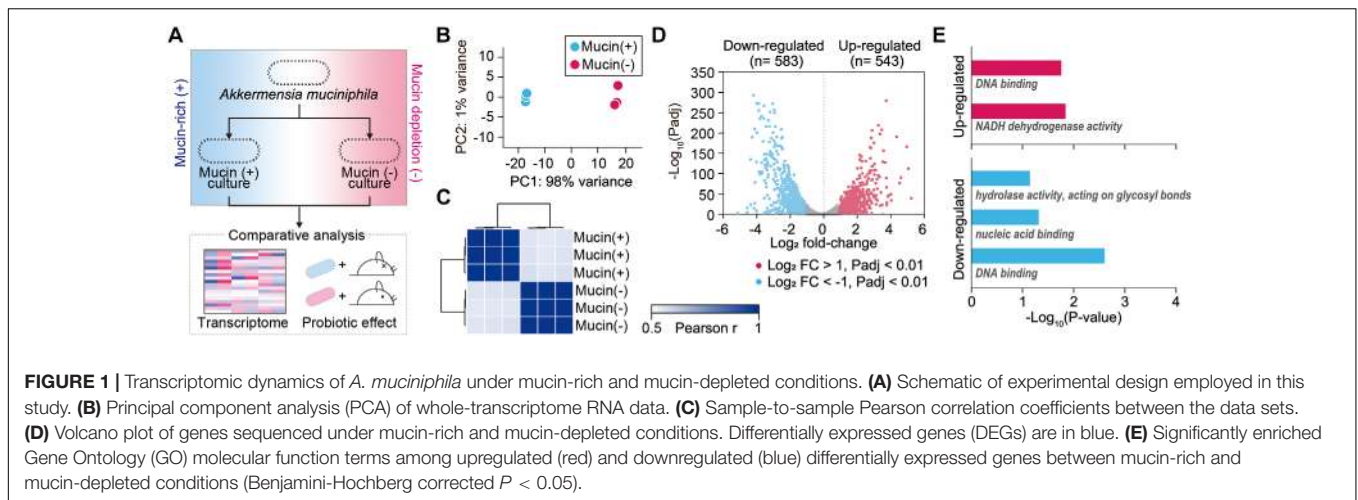 A
Mucin-rich (+)
Mucin depletion (-)
Akkermensia muciniphila
Mucin (+)
culture
Mucin (-)
culture
Comparative analysis
+
+
Transcriptome
Probiotic effect
B
Mucin(+)
Mucin(-)
PC2: 1% variance
10
5
0
-5
-10
-20
-10
0
10
20
PC1: 98% variance
C
Mucin(+)
Mucin(+)
Mucin(+)
Mucin(-)
Mucin(-)
Mucin(-)
0.5
Pearson r
1
D
Down-regulated
(n= 583)
Up-regulated
(n= 543)
-Log10(Padj)
350
300
250
200
150
100
50
0
-6
-4
-2
0
2
4
6
Log₂ fold-change
Log₂ FC > 1, Padj < 0.01
Log₂ FC < -1, Padj < 0.01
E
Up-regulated
DNA binding
NADH dehydrogenase activity
Down-regulated
hydrolase activity, acting on glycosyl bonds
nucleic acid binding
DNA binding
0
1
2
3
4
-Log10(P-value)
FIGURE 1 | Transcriptomic dynamics of A. muciniphila under mucin-rich and mucin-depleted conditions. (A) Schematic of experimental design employed in this
study. (B) Principal component analysis (PCA) of whole-transcriptome RNA data. (C) Sample-to-sample Pearson correlation coefficients between the data sets.
(D) Volcano plot of genes sequenced under mucin-rich and mucin-depleted conditions. Differentially expressed genes (DEGs) are in blue. (E) Significantly enriched
Gene Ontology (GO) molecular function terms among upregulated (red) and downregulated (blue) differentially expressed genes between mucin-rich and
mucin-depleted conditions (Benjamini-Hochberg corrected P < 0.05).